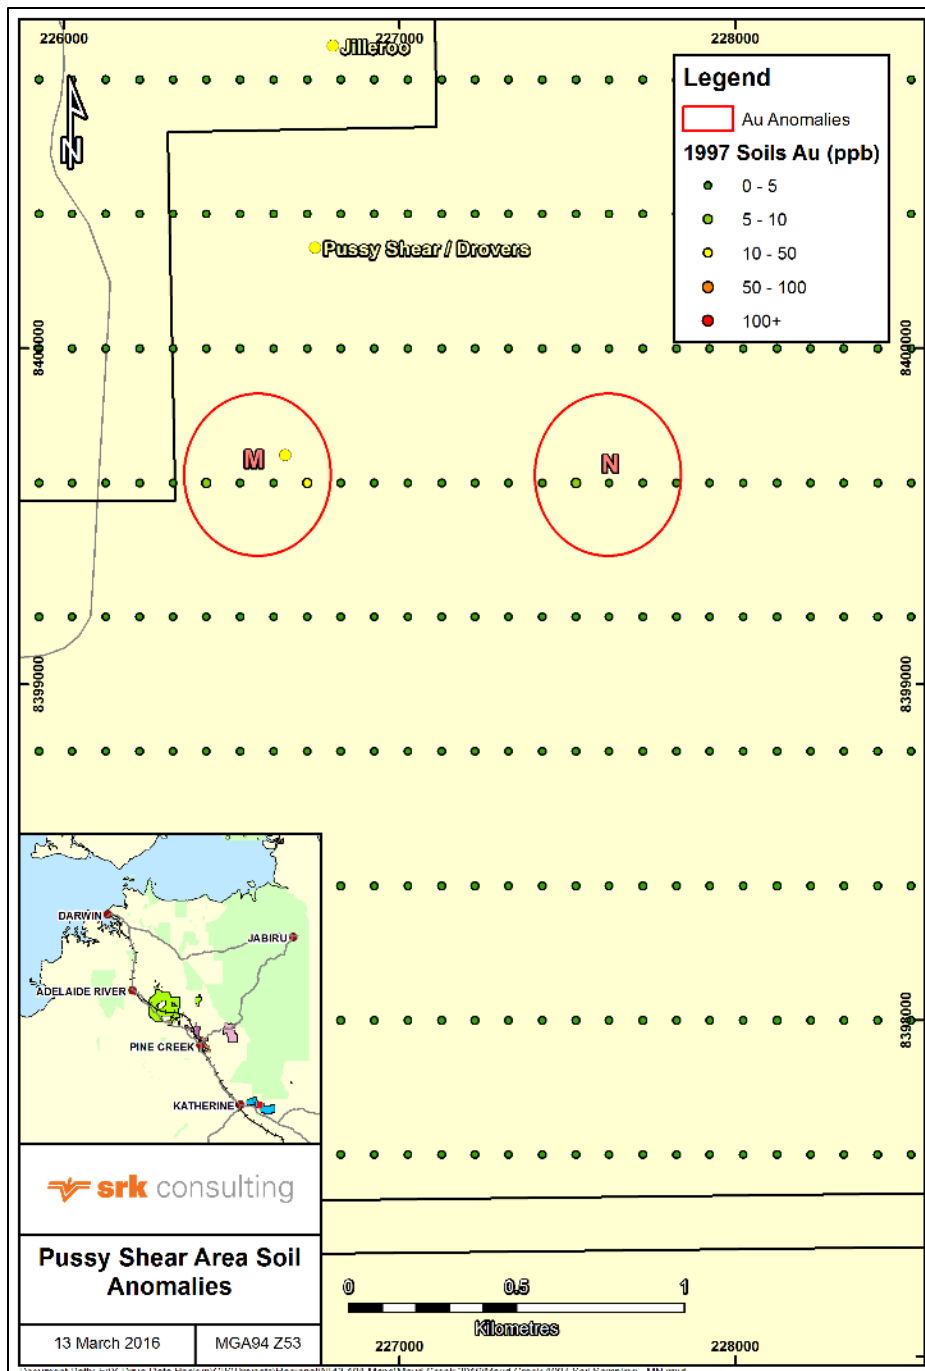 226000
227000
228000
Jilleroo
N
Legend
Au Anomalies
1997 Soils Au (ppb)
0 - 5
5 - 10
10 - 50
50 - 100
100+
Pussy Shear / Drovers
8400000
8400000
M
N
8399000
8399000
DARWIN
JABIRU
ADELAIDE RIVER
PINE CREEK
KATHERINE
8398000
srk consulting
Pussy Shear Area Soil
Anomalies
0 0.5 1
Kilometres
13 March 2016
MGA94 Z53
227000
228000